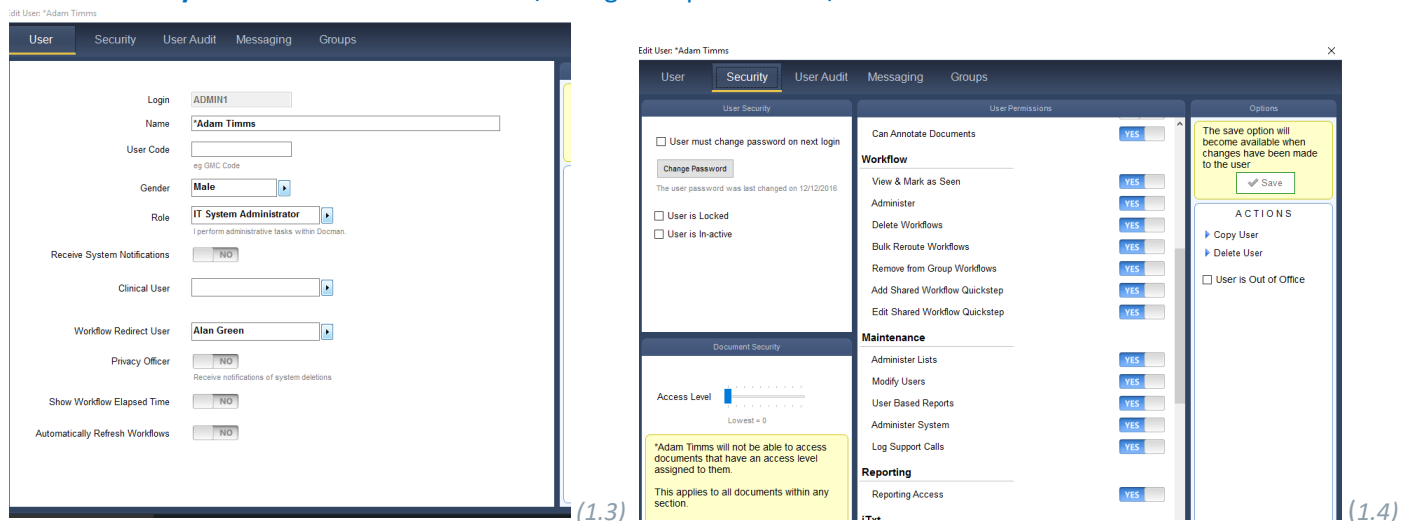 Edit User: *Adam Timms
User Security User Audit Messaging Groups
Login ADMIN1
Name *Adam Timms
User Code
eg GMC Code
Gender Male
Role IT System Administrator
I perform administrative tasks within Docman.
Receive System Notifications NO
Clinical User
Workflow Redirect User Alan Green
Privacy Officer NO
Receive notifications of system deletions
Show Workflow Elapsed Time NO
Automatically Refresh Workflows NO
(1.3)
Edit User: *Adam Timms
User Security User Audit Messaging Groups
User Security
User must change password on next login
Change Password
The user password was last changed on 12/12/2016
User is Locked
User is In-active
Document Security
Access Level
Lowest = 0
*Adam Timms will not be able to access
documents that have an access level
assigned to them.
This applies to all documents within any
section.
User Permissions
Can Annotate Documents YES
Workflow
View & Mark as Seen YES
Administer YES
Delete Workflows YES
Bulk Reroute Workflows YES
Remove from Group Workflows YES
Add Shared Workflow Quickstep YES
Edit Shared Workflow Quickstep YES
Maintenance
Administer Lists YES
Modify Users YES
User Based Reports YES
Administer System YES
Log Support Calls YES
Reporting
Reporting Access YES
Options
The save option will
become available when
changes have been made
to the user
Save
ACTIONS
Copy User
Delete User
User is Out of Office
(1.4)